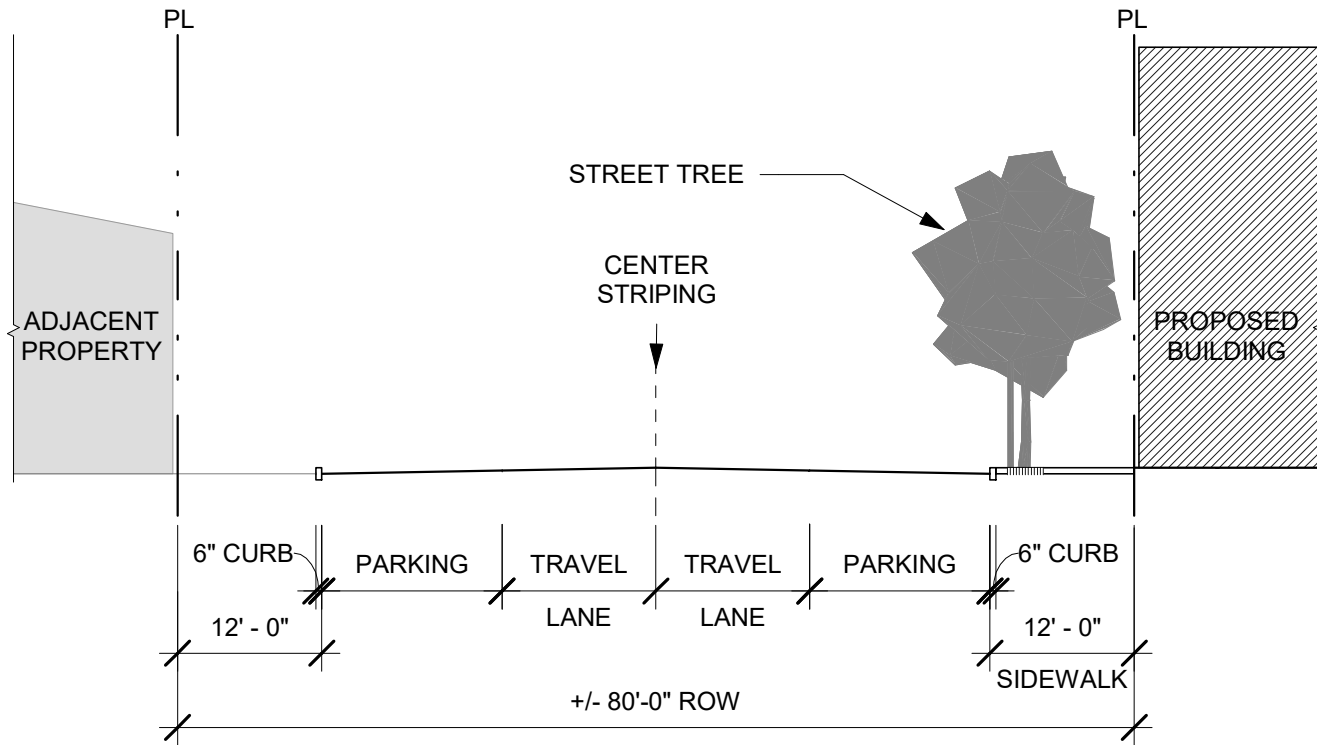 PL
PL
STREET TREE
CENTER
STRIPING
ADJACENT
PROPERTY
PROPOSED
BUILDING
6" CURB
PARKING
TRAVEL
LANE
TRAVEL
LANE
PARKING
6" CURB
12' - 0"
12' - 0"
SIDEWALK
+/- 80'-0" ROW